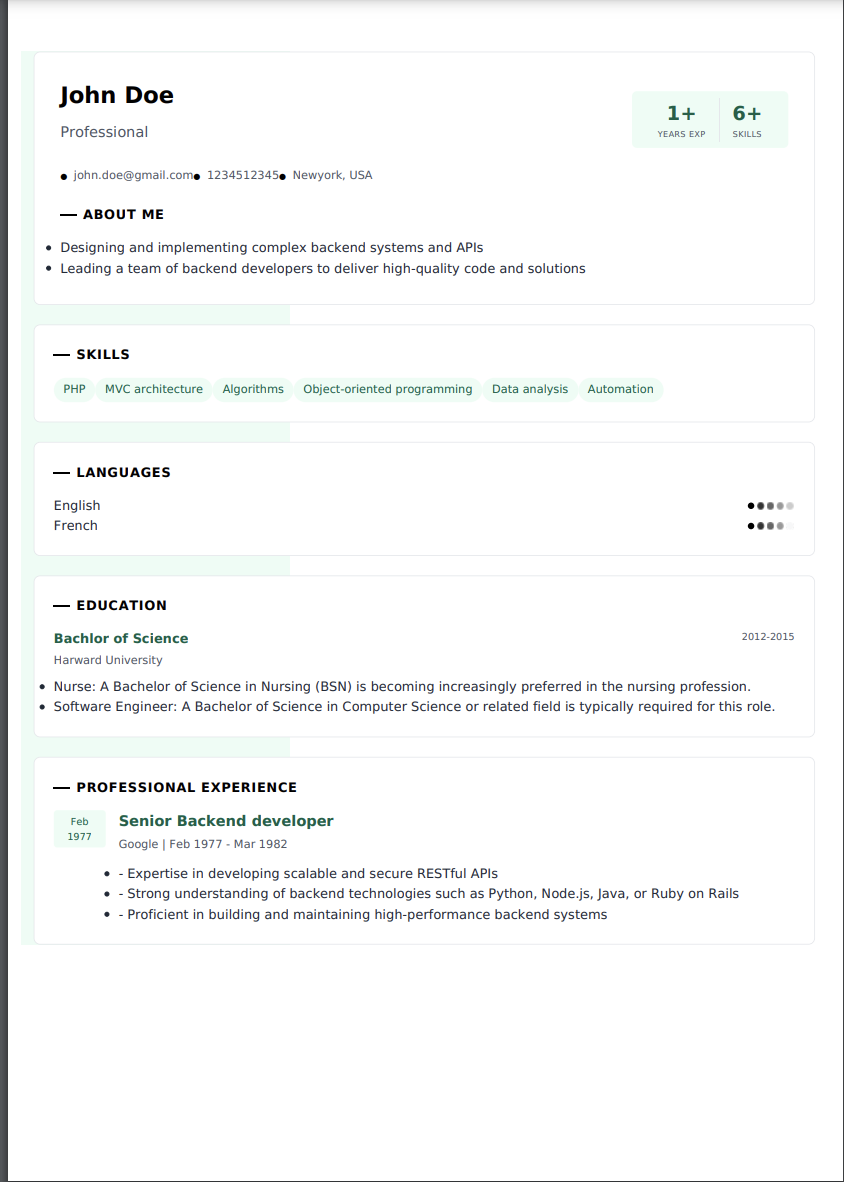 John Doe
Professional
1+ 6+
YEARS EXP SKILLS
● john.doe@gmail.com● 1234512345● Newyork, USA
— ABOUT ME
• Designing and implementing complex backend systems and APIs
• Leading a team of backend developers to deliver high-quality code and solutions
— SKILLS
PHP MVC architecture Algorithms Object-oriented programming Data analysis Automation
— LANGUAGES
English
French
— EDUCATION
Bachlor of Science 2012-2015
Harward University
• Nurse: A Bachelor of Science in Nursing (BSN) is becoming increasingly preferred in the nursing profession.
• Software Engineer: A Bachelor of Science in Computer Science or related field is typically required for this role.
— PROFESSIONAL EXPERIENCE
Feb
1977
Senior Backend developer
Google | Feb 1977 - Mar 1982
• - Expertise in developing scalable and secure RESTful APIs
• - Strong understanding of backend technologies such as Python, Node.js, Java, or Ruby on Rails
• - Proficient in building and maintaining high-performance backend systems